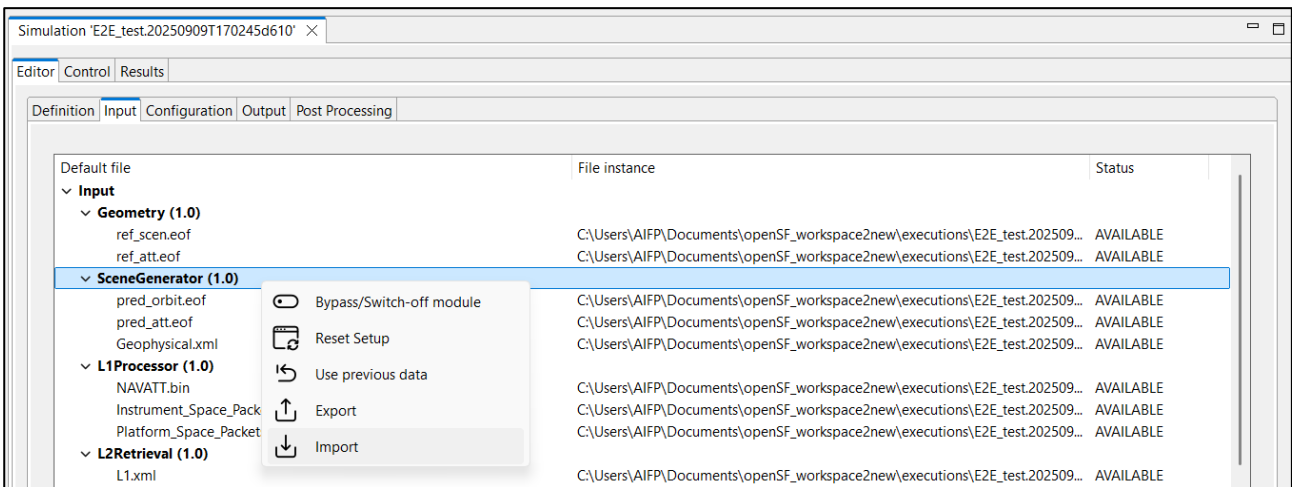 Simulation 'E2E_test.20250909T170245d610'
Editor Control Results
Definition Input Configuration Output Post Processing
Default file File instance Status
Input
Geometry (1.0)
ref_scen.eof C:\Users\AIFP\Documents\openSF_workspace2new\executions\E2E_test.202509... AVAILABLE
ref_att.eof C:\Users\AIFP\Documents\openSF_workspace2new\executions\E2E_test.202509... AVAILABLE
SceneGenerator (1.0)
pred_orbit.eof C:\Users\AIFP\Documents\openSF_workspace2new\executions\E2E_test.202509... AVAILABLE
pred_att.eof C:\Users\AIFP\Documents\openSF_workspace2new\executions\E2E_test.202509... AVAILABLE
Geophysical.xml C:\Users\AIFP\Documents\openSF_workspace2new\executions\E2E_test.202509... AVAILABLE
L1Processor (1.0)
NAVATT.bin C:\Users\AIFP\Documents\openSF_workspace2new\executions\E2E_test.202509... AVAILABLE
Instrument_Space_Pack C:\Users\AIFP\Documents\openSF_workspace2new\executions\E2E_test.202509... AVAILABLE
Platform_Space_Packet C:\Users\AIFP\Documents\openSF_workspace2new\executions\E2E_test.202509... AVAILABLE
L2Retrieval (1.0)
L1.xml C:\Users\AIFP\Documents\openSF_workspace2new\executions\E2E_test.202509... AVAILABLE
Bypass/Switch-off module
Reset Setup
Use previous data
Export
Import